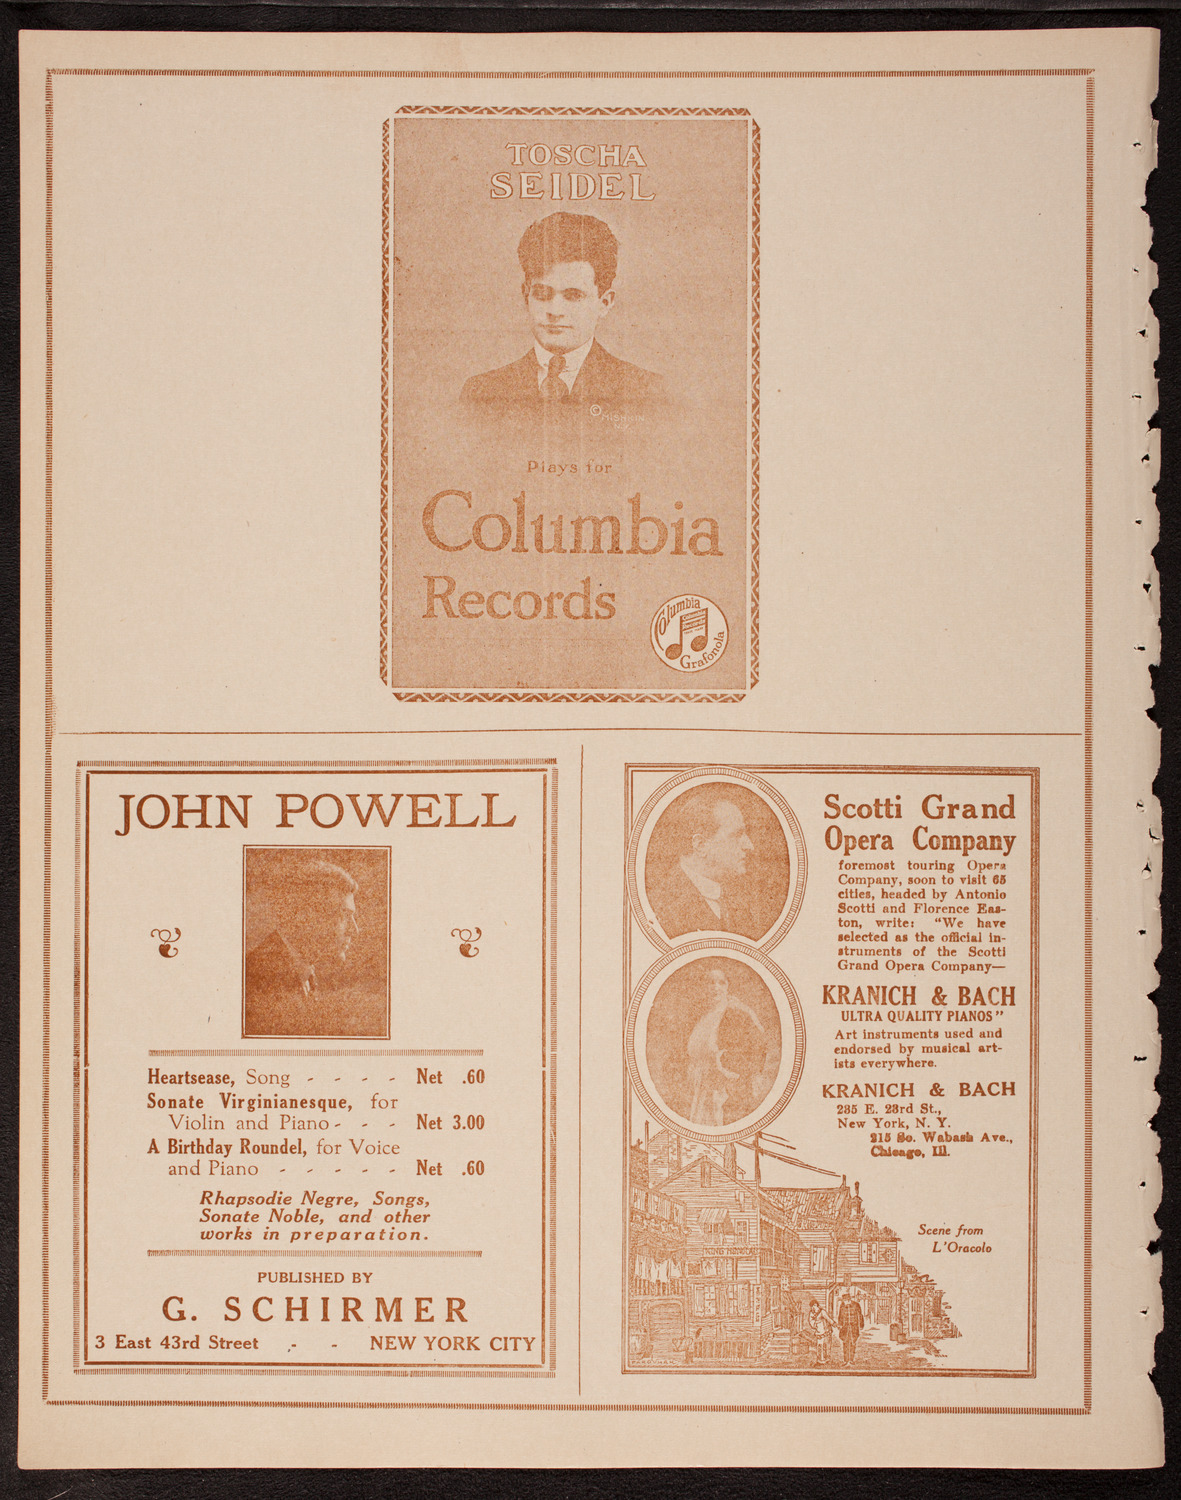 TOSCHA
SEIDEL
© MISHKIN
Plays for
Columbia
Records
Columbia
Grafonola
JOHN POWELL
Heartsease, Song - - - - Net .60
Sonate Virginianesque, for
Violin and Piano - - - Net 3.00
A Birthday Roundel, for Voice
and Piano - - - - - Net .60
Rhapsodie Negre, Songs,
Sonate Noble, and other
works in preparation.
PUBLISHED BY
G. SCHIRMER
3 East 43rd Street - - NEW YORK CITY
Scotti Grand
Opera Company
foremost touring Opera
Company, soon to visit 65
cities, headed by Antonio
Scotti and Florence Eas-
ton, write: "We have
selected as the official in-
struments of the Scotti
Grand Opera Company—
KRANICH & BACH
ULTRA QUALITY PIANOS"
Art instruments used and
endorsed by musical art-
ists everywhere.
KRANICH & BACH
235 E. 23rd St.,
New York, N. Y.
215 So. Wabash Ave.,
Chicago, Ill.
Scene from
L'Oracolo